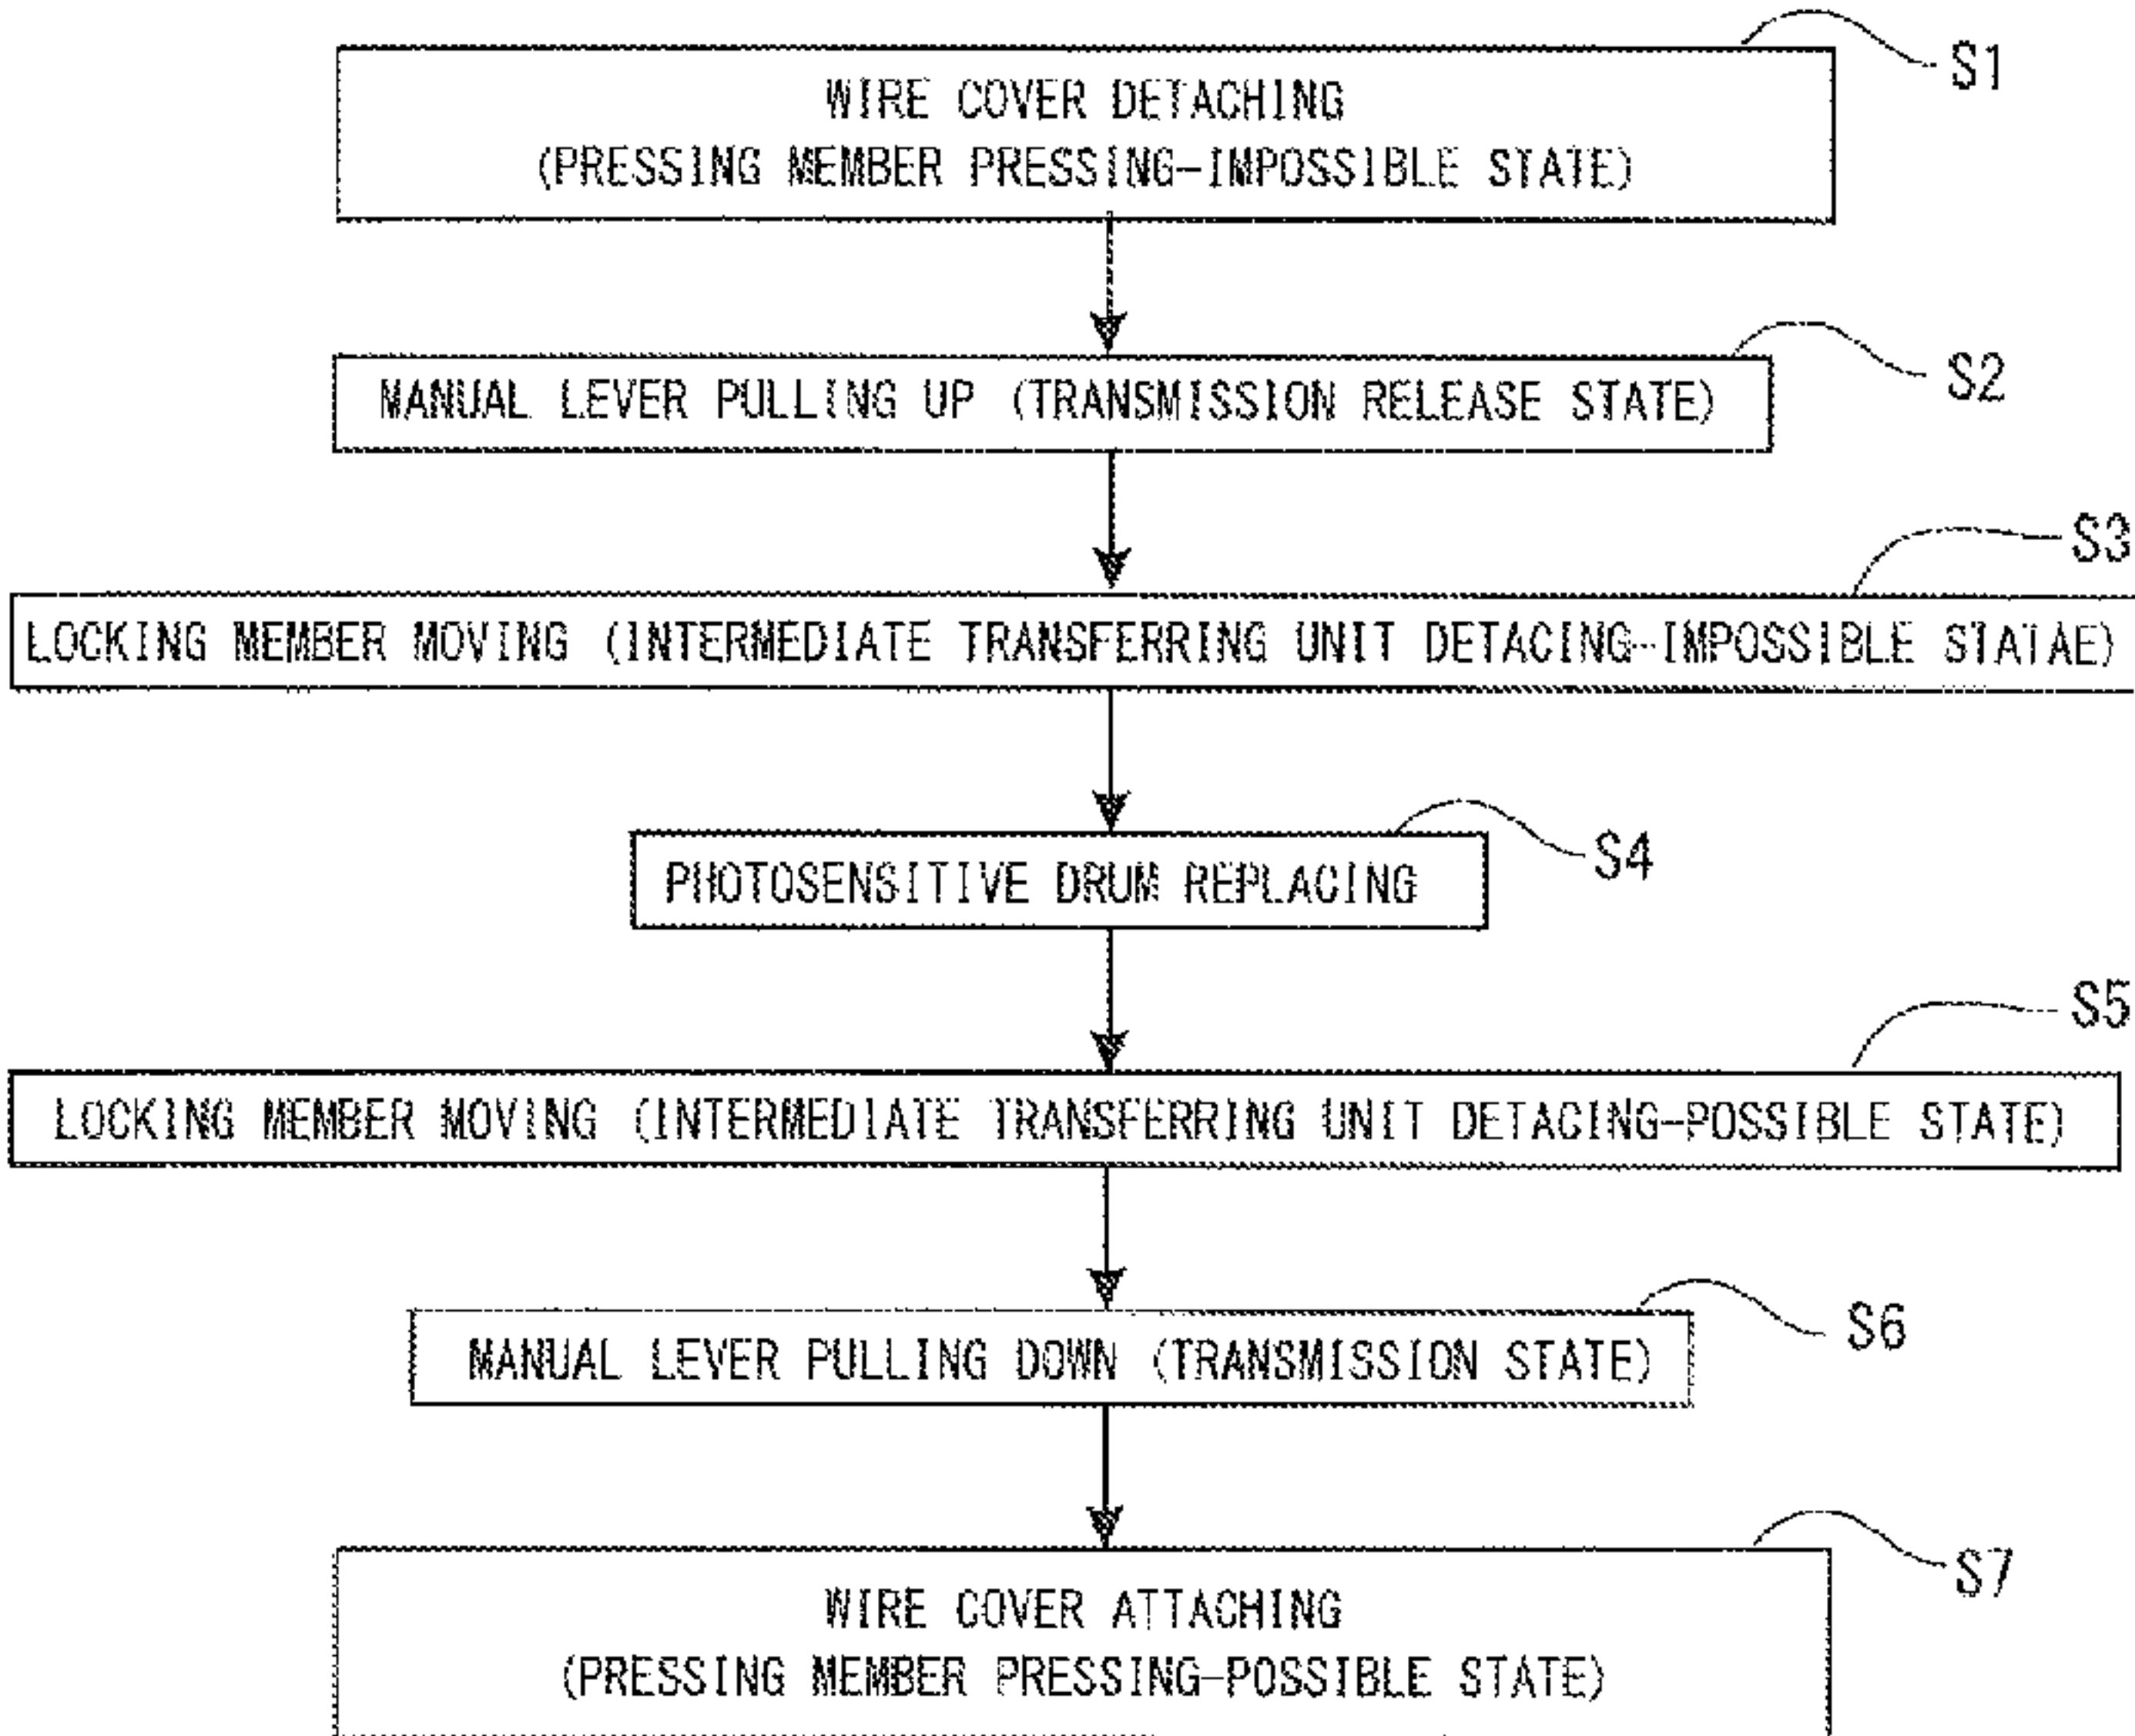 S1
WIRE COVER DETACHING
(PRESSING MEMBER PRESSING-IMPOSSIBLE STATE)
S2
MANUAL LEVER PULLING UP (TRANSMISSION RELEASE STATE)
S3
LOCKING MEMBER MOVING (INTERMEDIATE TRANSFERRING UNIT DETACING-IMPOSSIBLE STATAE)
S4
PHOTOSENSITIVE DRUM REPLACING
S5
LOCKING MEMBER MOVING (INTERMEDIATE TRANSFERRING UNIT DETACING-POSSIBLE STATE)
S6
MANUAL LEVER PULLING DOWN (TRANSMISSION STATE)
S7
WIRE COVER ATTACHING
(PRESSING MEMBER PRESSING-POSSIBLE STATE)